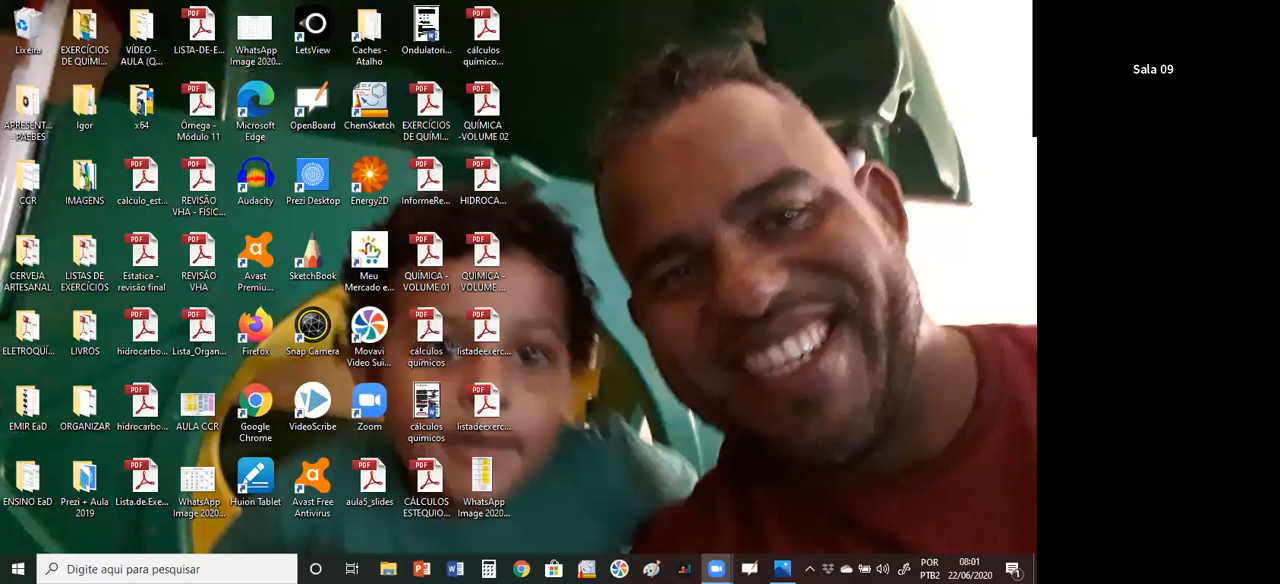 Lixeira
EXERCÍCIOS
DE QUÍMI...
VÍDEO -
AULA (Q...
LISTA-DE-E...
WhatsApp
Image 2020...
LetsView
Caches -
Atalho
Ondulatori...
cálculos
químico...
APRESENT...
- PAEBES
Igor
x64
Ômega -
Módulo 11
Microsoft
Edge
OpenBoard
ChemSketch
EXERCÍCIOS
DE QUÍMI...
QUÍMICA
-VOLUME 02
CCR
IMAGENS
calculo_est...
REVISÃO
VHA - FÍSIC...
Audacity
Prezi Desktop
Energy2D
InformeRe...
HIDROCA...
CERVEJA
ARTESANAL
LISTAS DE
EXERCÍCIOS
Estatica -
revisão final
REVISÃO
VHA
Avast
Premiu...
SketchBook
Meu
Mercado e...
QUÍMICA -
VOLUME 01
QUÍMICA -
VOLUME ...
ELETROQUÍ...
LIVROS
hidrocarbo...
Lista_Organ...
Firefox
Snap Camera
Movavi
Video Sui...
cálculos
químicos
listadeexerc...
EMIR EaD
ORGANIZAR
hidrocarbo...
AULA CCR
Google
Chrome
VideoScribe
Zoom
cálculos
químicos
listadeexerc...
ENSINO EaD
Prezi + Aula
2019
Lista.de.Exe...
WhatsApp
Image 2020...
Huion Tablet
Avast Free
Antivirus
aula5_slides
CÁLCULOS
ESTEQUIO...
WhatsApp
Image 2020...
Sala 09
Digite aqui para pesquisar
POR
PTB2
08:01
22/06/2020
1